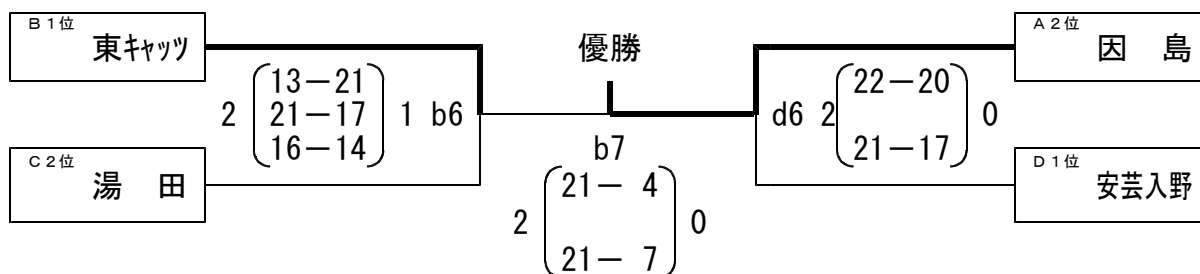 B1位
東キャッツ
優勝
A2位
因 島
2
13－21
21－17
16－14
1 b6
d6 2
22－20
21－17
0
b7
C2位
湯 田
D1位
安芸入野
2
21－ 4
21－ 7
0